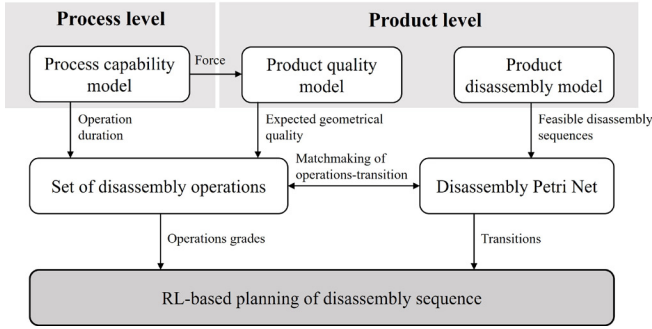 Process level
Product level
Process capability
model
Force
Product quality
model
Product
disassembly model
Operation
duration
Expected geometrical
quality
Feasible disassembly
sequences
Matchmaking of
operations-transition
Set of disassembly operations
Disassembly Petri Net
Operations grades
Transitions
RL-based planning of disassembly sequence